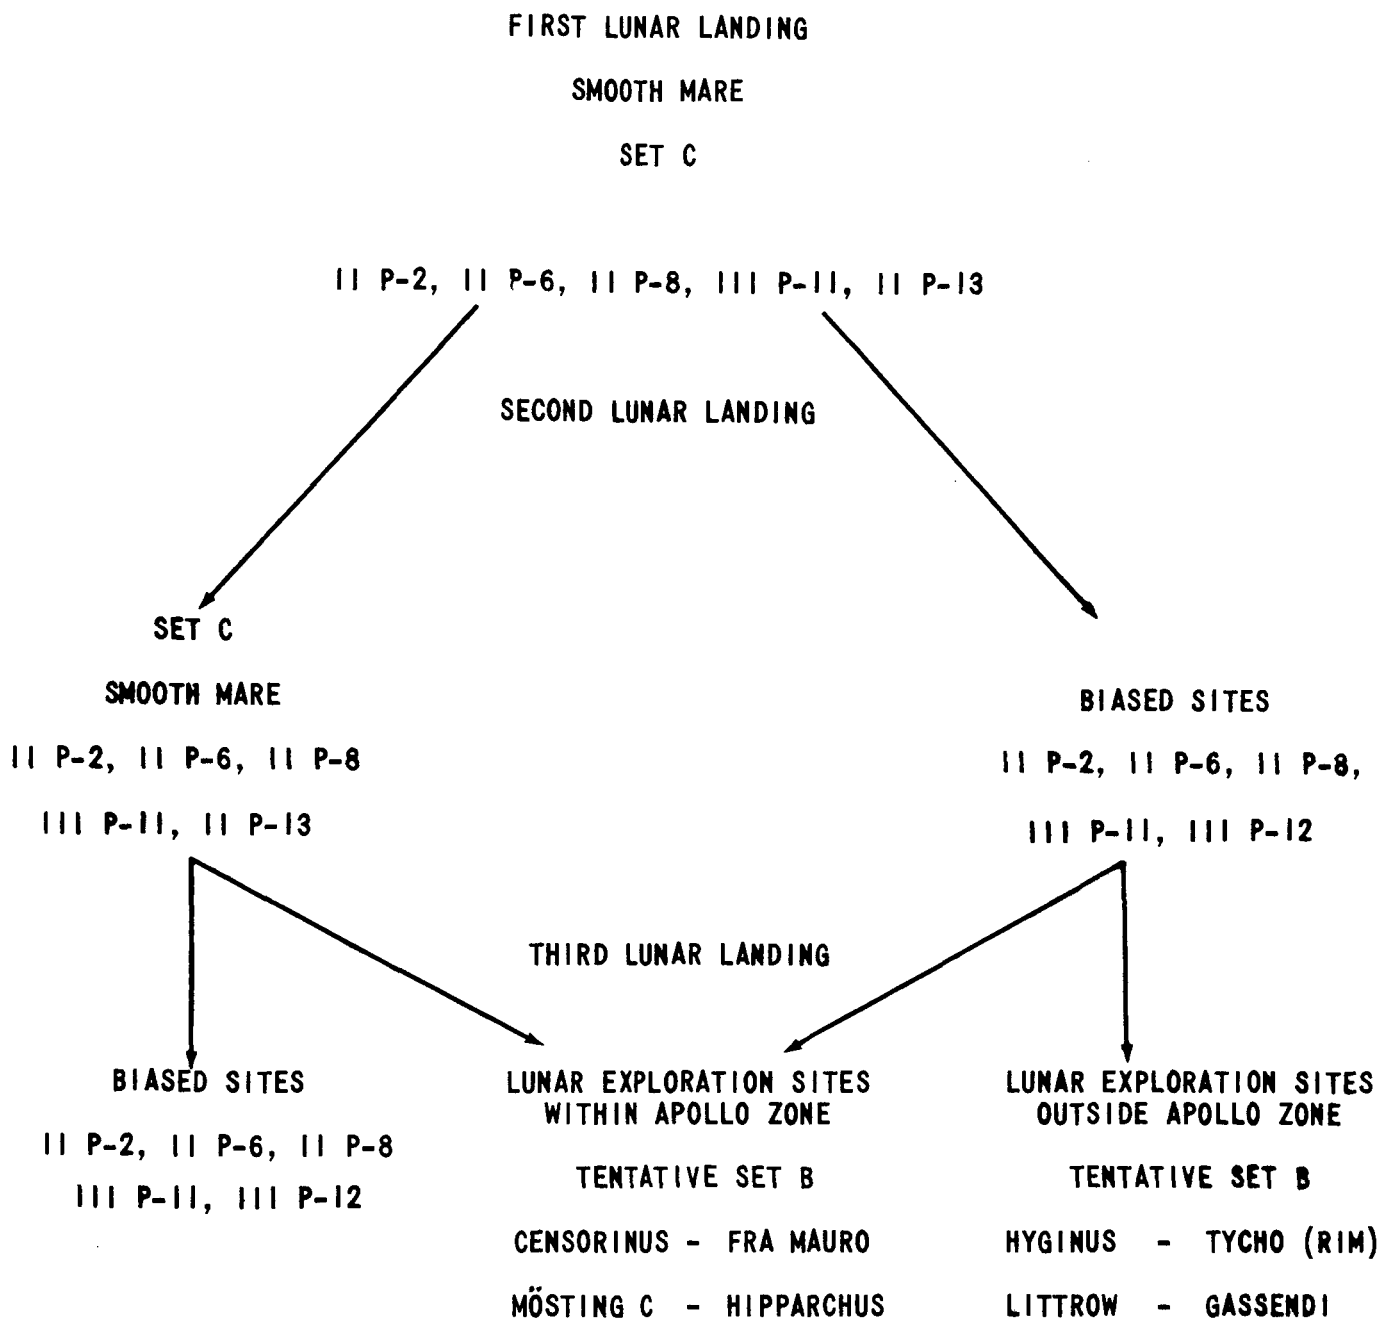 FIRST LUNAR LANDING
SMOOTH MARE
SET C
II P-2, II P-6, II P-8, III P-11, II P-13
SECOND LUNAR LANDING
SET C
SMOOTH MARE
II P-2, II P-6, II P-8
III P-11, II P-13
BIASED SITES
II P-2, II P-6, II P-8,
III P-11, III P-12
THIRD LUNAR LANDING
BIASED SITES
II P-2, II P-6, II P-8
III P-11, III P-12
LUNAR EXPLORATION SITES
WITHIN APOLLO ZONE
TENTATIVE SET B
CENSORINUS - FRA MAURO
MÖSTING C - HIPPARCHUS
LUNAR EXPLORATION SITES
OUTSIDE APOLLO ZONE
TENTATIVE SET B
HYGINUS - TYCHO (RIM)
LITTROW - GASSENDI